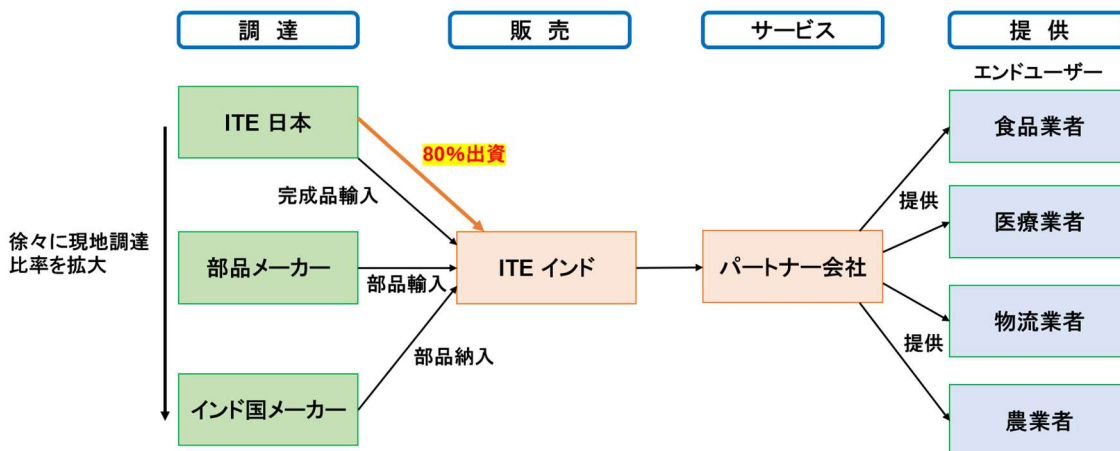 調 達
販 売
サービス
提 供
エンドユーザー
ITE 日本
80%出資
食品業者
完成品輸入
提供
医療業者
徐々に現地調達
比率を拡大
部品メーカー
部品輸入
ITE インド
パートナー会社
物流業者
提供
部品納入
インド国メーカー
農業者